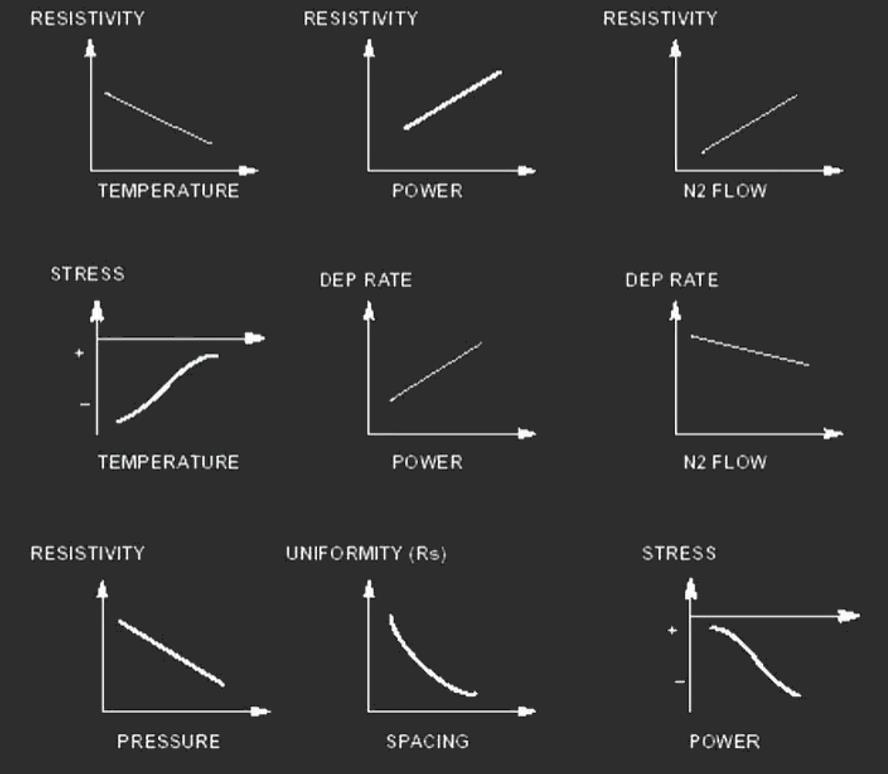 RESISTIVITY
RESISTIVITY
RESISTIVITY
TEMPERATURE
POWER
N2 FLOW
STRESS
DEP RATE
DEP RATE
+
−
TEMPERATURE
POWER
N2 FLOW
RESISTIVITY
UNIFORMITY (Rs)
STRESS
+
−
PRESSURE
SPACING
POWER